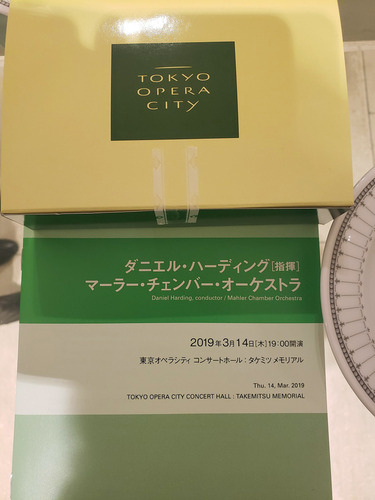 TOKYO
OPERA
CITY
ダニエル・ハーディング[指揮]
マーラー・チェンバー・オーケストラ
Daniel Harding, conductor / Mahler Chamber Orchestra
2019年3月14日[木]19:00開演
東京オペラシティ コンサートホール:タケミツ メモリアル
Thu. 14, Mar. 2019
TOKYO OPERA CITY CONCERT HALL : TAKEMITSU MEMORIAL